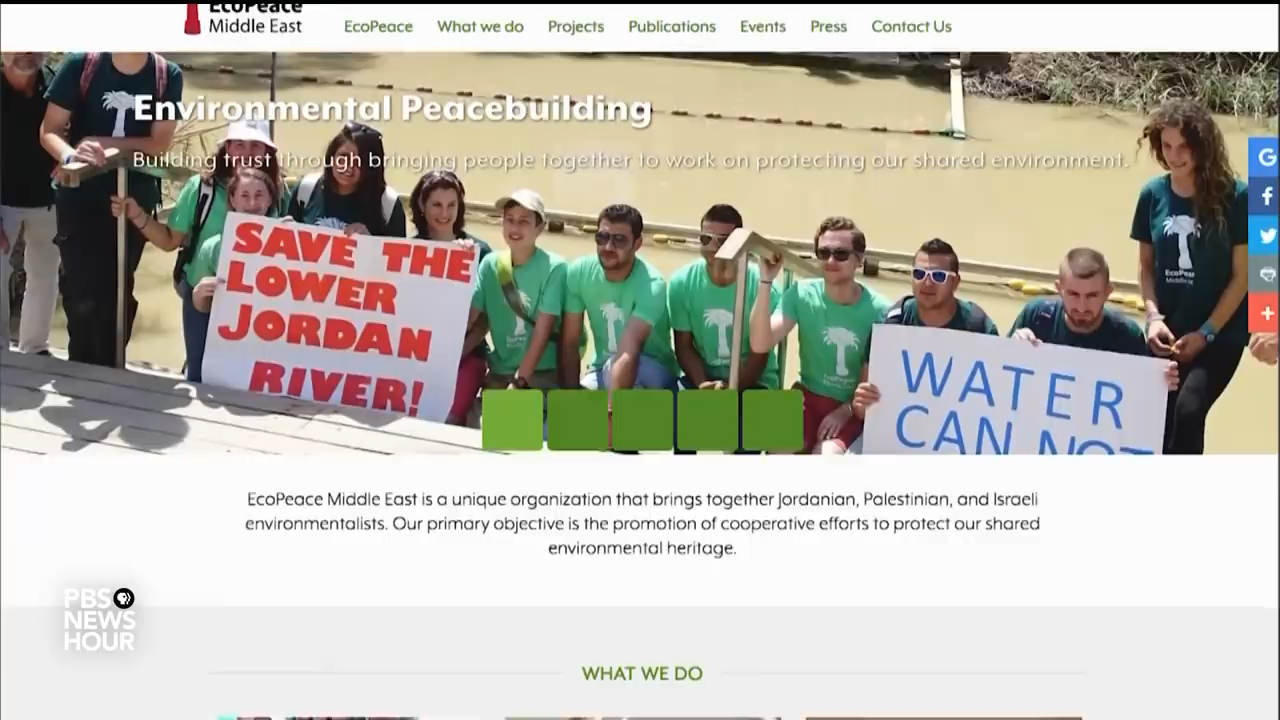 EcoPeace
Middle East
EcoPeace
What we do
Projects
Publications
Events
Press
Contact Us
Environmental Peacebuilding
Building trust through bringing people together to work on protecting our shared environment.
SAVE THE
LOWER
JORDAN
RIVER!
WATER
CAN NOT
EcoPeace Middle East is a unique organization that brings together Jordanian, Palestinian, and Israeli
environmentalists. Our primary objective is the promotion of cooperative efforts to protect our shared
environmental heritage.
PBS
NEWS
HOUR
WHAT WE DO